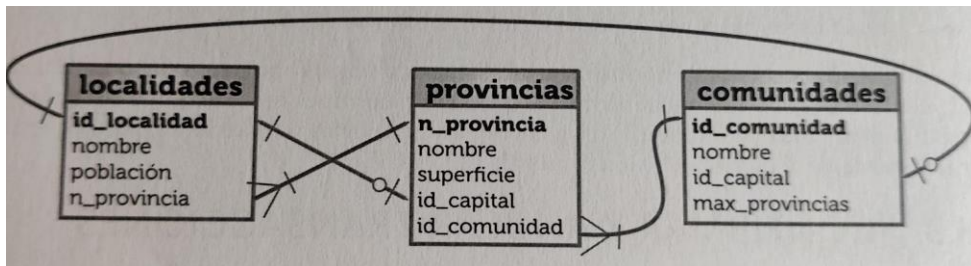 localidades
id_localidad
nombre
población
n_provincia
provincias
n_provincia
nombre
superficie
id_capital
id_comunidad
comunidades
id_comunidad
nombre
id_capital
max_provincias